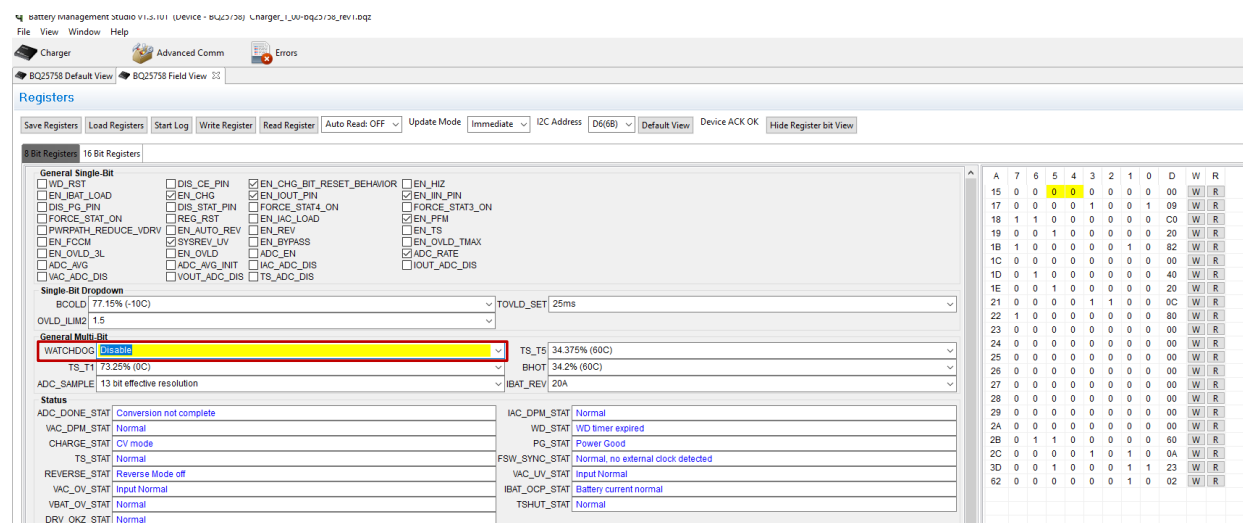 Battery Management Studio v1.3.101 (Device - BQ25758) Charger_1_00-bq25758_rev1.bqz
File View Window Help
Charger Advanced Comm Errors
BQ25758 Default View BQ25758 Field View
Registers
Save Registers Load Registers Start Log Write Register Read Register Auto Read: OFF Update Mode Immediate I2C Address D6(6B) Default View Device ACK OK Hide Register bit View
8 Bit Registers 16 Bit Registers
General Single-Bit
WD_RST DIS_CE_PIN EN_CHG_BIT_RESET_BEHAVIOR EN_HIZ
EN_IBAT_LOAD EN_CHG EN_IOUT_PIN EN_IIN_PIN
DIS_PG_PIN DIS_STAT_PIN FORCE_STAT4_ON FORCE_STAT3_ON
FORCE_STAT_ON REG_RST EN_IAC_LOAD EN_PFM
PWRPATH_REDUCE_VDRV EN_AUTO_REV EN_REV EN_TS
EN_FCCM SYSREV_UV EN_BYPASS EN_OVLD_TMAX
EN_OVLD_3L EN_OVLD ADC_EN ADC_RATE
ADC_AVG ADC_AVG_INIT IAC_ADC_DIS IOUT_ADC_DIS
VAC_ADC_DIS VOUT_ADC_DIS TS_ADC_DIS
Single-Bit Dropdown
BCOLD 77.15% (-10C) TOVLD_SET 25ms
OVLD_ILIM2 1.5
General Multi-Bit
WATCHDOG Disable TS_T5 34.375% (60C)
TS_T1 73.25% (0C) BHOT 34.2% (60C)
ADC_SAMPLE 13 bit effective resolution IBAT_REV 20A
Status
ADC_DONE_STAT Conversion not complete IAC_DPM_STAT Normal
VAC_DPM_STAT Normal WD_STAT WD timer expired
CHARGE_STAT CV mode PG_STAT Power Good
TS_STAT Normal FSW_SYNC_STAT Normal, no external clock detected
REVERSE_STAT Reverse Mode off VAC_UV_STAT Input Normal
VAC_OV_STAT Input Normal IBAT_OCP_STAT Battery current normal
VBAT_OV_STAT Normal TSHUT_STAT Normal
DRV_OKZ_STAT Normal
A 7 6 5 4 3 2 1 0 D W R
15 0 0 0 0 0 0 0 0 00 W R
17 0 0 0 0 1 0 0 1 09 W R
18 1 1 0 0 0 0 0 0 C0 W R
19 0 0 1 0 0 0 0 0 20 W R
1B 1 0 0 0 0 0 1 0 82 W R
1C 0 0 0 0 0 0 0 0 00 W R
1D 0 1 0 0 0 0 0 0 40 W R
1E 0 0 1 0 0 0 0 0 20 W R
21 0 0 0 0 1 1 0 0 0C W R
22 1 0 0 0 0 0 0 0 80 W R
23 0 0 0 0 0 0 0 0 00 W R
24 0 0 0 0 0 0 0 0 00 W R
25 0 0 0 0 0 0 0 0 00 W R
26 0 0 0 0 0 0 0 0 00 W R
27 0 0 0 0 0 0 0 0 00 W R
28 0 0 0 0 0 0 0 0 00 W R
29 0 0 0 0 0 0 0 0 00 W R
2A 0 0 0 0 0 0 0 0 00 W R
2B 0 1 1 0 0 0 0 0 60 W R
2C 0 0 0 0 1 0 1 0 0A W R
3D 0 0 1 0 0 0 1 1 23 W R
62 0 0 0 0 0 0 1 0 02 W R